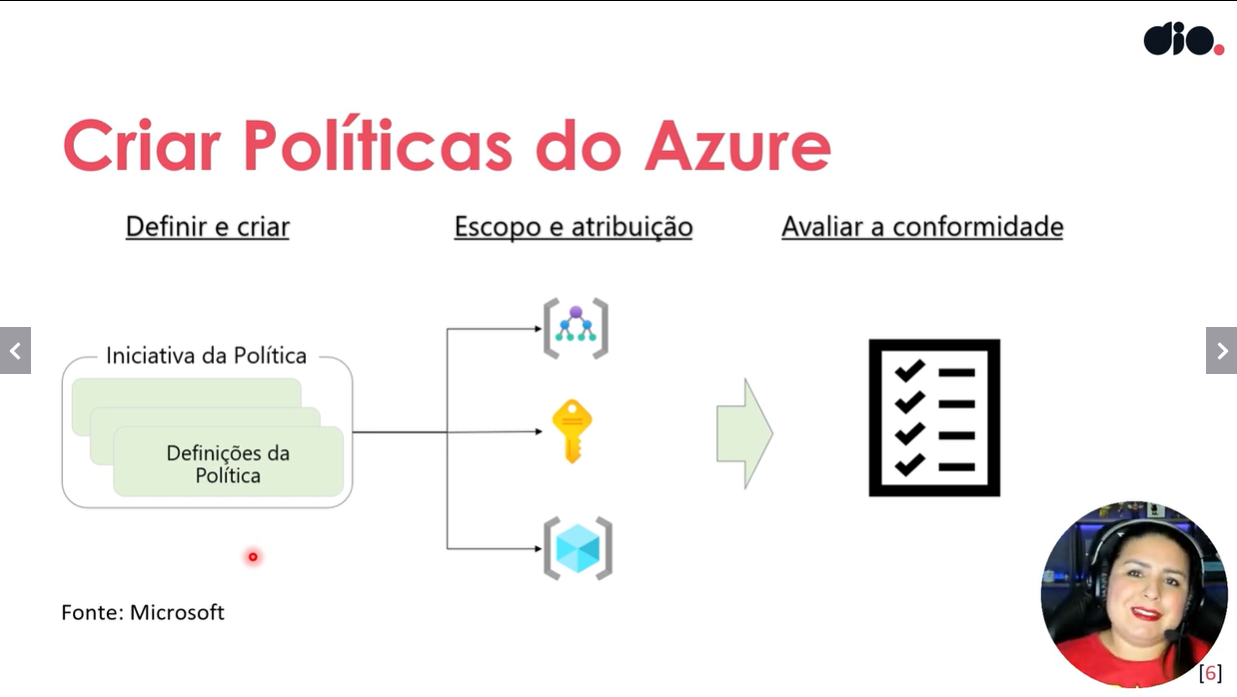 dio.
Criar Políticas do Azure
Definir e criar
Escopo e atribuição
Avaliar a conformidade
Iniciativa da Política
Definições da
Política
Fonte: Microsoft
[6]